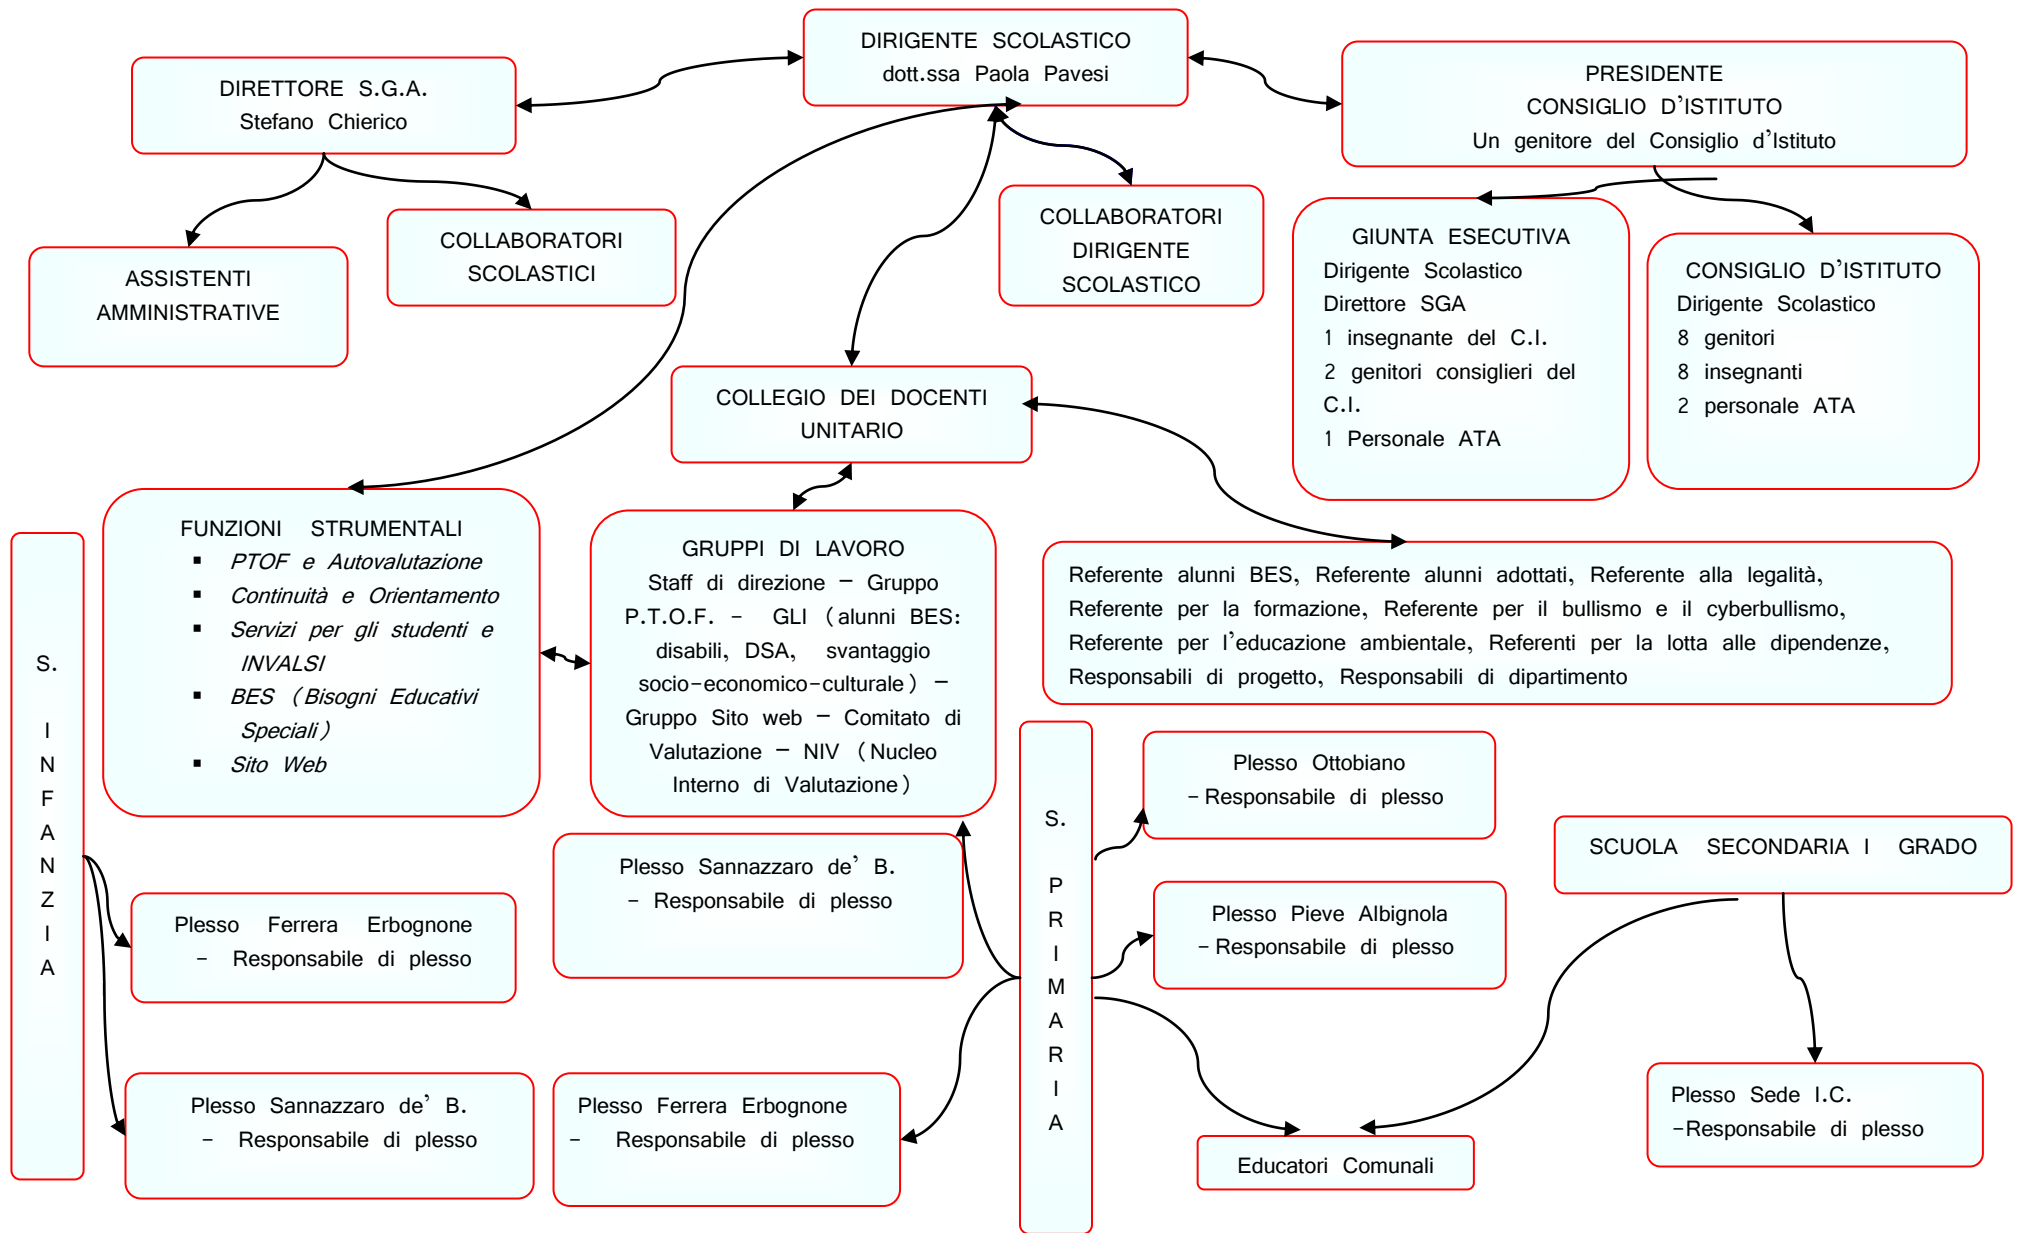 DIRIGENTE SCOLASTICO
dott.ssa Paola Pavesi
DIRETTORE S.G.A.
Stefano Chierico
PRESIDENTE
CONSIGLIO D'ISTITUTO
Un genitore del Consiglio d'Istituto
ASSISTENTI
AMMINISTRATIVE
COLLABORATORI
SCOLASTICI
COLLABORATORI
DIRIGENTE
SCOLASTICO
GIUNTA ESECUTIVA
Dirigente Scolastico
Direttore SGA
1 insegnante del C.I.
2 genitori consiglieri del
C.I.
1 Personale ATA
CONSIGLIO D'ISTITUTO
Dirigente Scolastico
8 genitori
8 insegnanti
2 personale ATA
COLLEGIO DEI DOCENTI
UNITARIO
FUNZIONI STRUMENTALI
▪ PTOF e Autovalutazione
▪ Continuità e Orientamento
▪ Servizi per gli studenti e
INVALSI
▪ BES (Bisogni Educativi
Speciali)
▪ Sito Web
GRUPPI DI LAVORO
Staff di direzione – Gruppo
P.T.O.F. - GLI (alunni BES:
disabili, DSA, svantaggio
socio-economico-culturale) –
Gruppo Sito web – Comitato di
Valutazione – NIV (Nucleo
Interno di Valutazione)
Referente alunni BES, Referente alunni adottati, Referente alla legalità,
Referente per la formazione, Referente per il bullismo e il cyberbullismo,
Referente per l'educazione ambientale, Referenti per la lotta alle dipendenze,
Responsabili di progetto, Responsabili di dipartimento
S.
I
N
F
A
N
Z
I
A
Plesso Ferrera Erbognone
- Responsabile di plesso
Plesso Sannazzaro de' B.
- Responsabile di plesso
Plesso Sannazzaro de' B.
- Responsabile di plesso
Plesso Ferrera Erbognone
- Responsabile di plesso
S.
P
R
I
M
A
R
I
A
Plesso Ottobiano
- Responsabile di plesso
Plesso Pieve Albignola
- Responsabile di plesso
Educatori Comunali
SCUOLA SECONDARIA I GRADO
Plesso Sede I.C.
-Responsabile di plesso